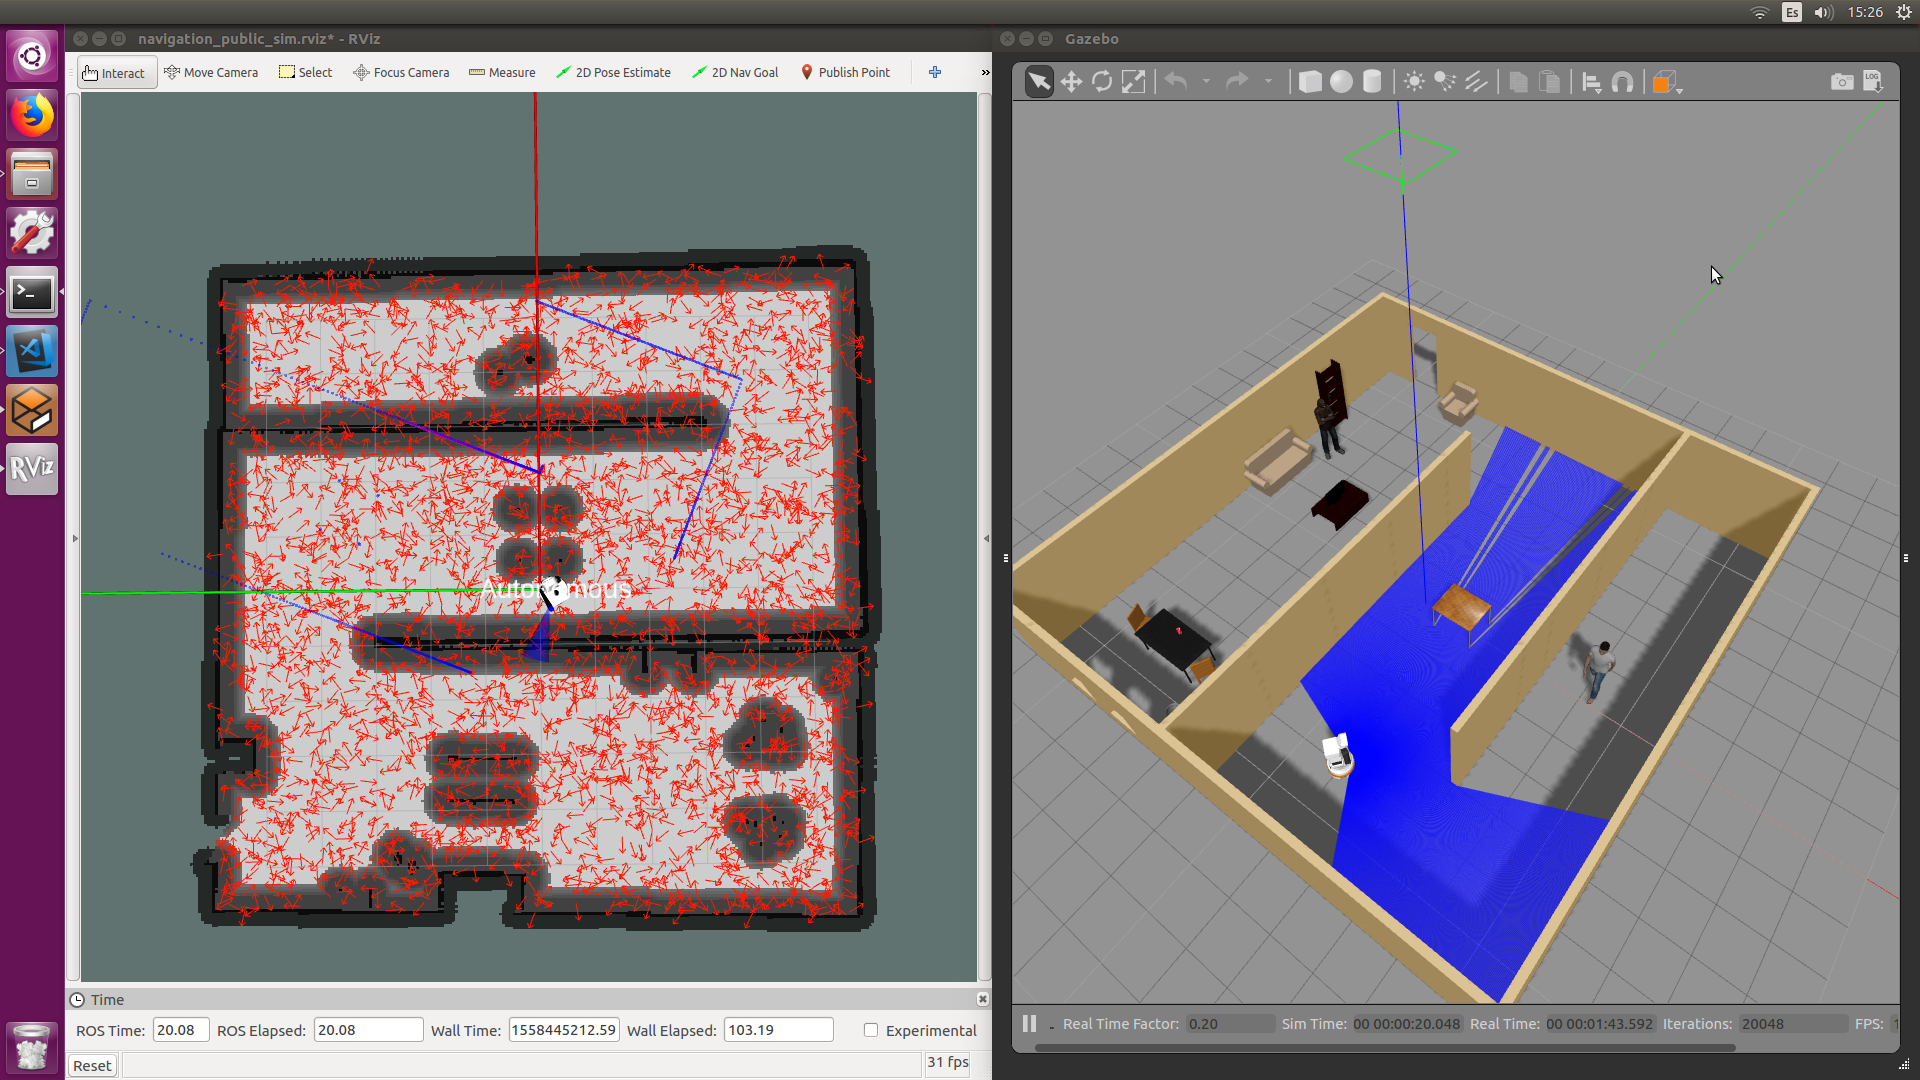 Es
15:26
navigation_public_sim.rviz* - RViz
Interact
Move Camera
Select
Focus Camera
Measure
2D Pose Estimate
2D Nav Goal
Publish Point
»
Gazebo
LOG
RViz
Autonomous
Time
ROS Time: 20.08 ROS Elapsed: 20.08 Wall Time: 1558445212.59 Wall Elapsed: 103.19 Experimental
Reset
31 fps
Real Time Factor: 0.20 Sim Time: 00 00:00:20.048 Real Time: 00 00:01:43.592 Iterations: 20048 FPS: